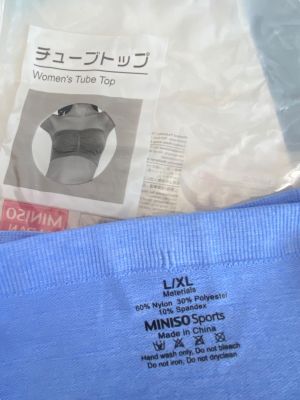 チューブトップ
Women's Tube Top
MINISO
L/XL
Materials
60% Nylon 30% Polyester
10% Spandex
MINISO Sports
Made in China
Hand wash only, Do not bleach
Do not iron, Do not dryclean